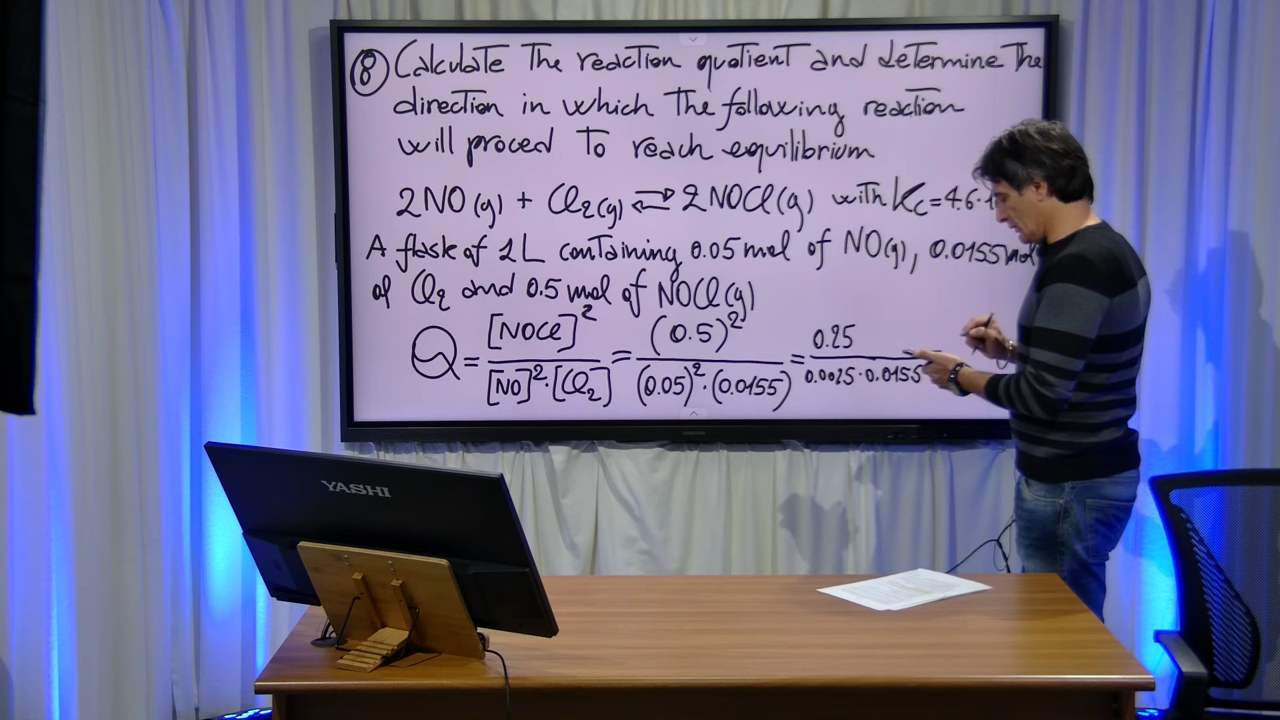 8 Calculate The reaction quotient and determine The
direction in which The following reaction
will proced To reach equilibrium
2NO(g) + Cl₂(g) ⇌ 2NOCl(g) with Kc=4.6·1
A flask of 1L containing 0.05 mol of NO(g), 0.0155 mol
of Cl₂ and 0.5 mol of NOCl(g)
Q = [NOCl]² / [NO]²·[Cl₂] = (0.5)² / (0.05)²·(0.0155) = 0.25 / 0.0025·0.0155
YASHI